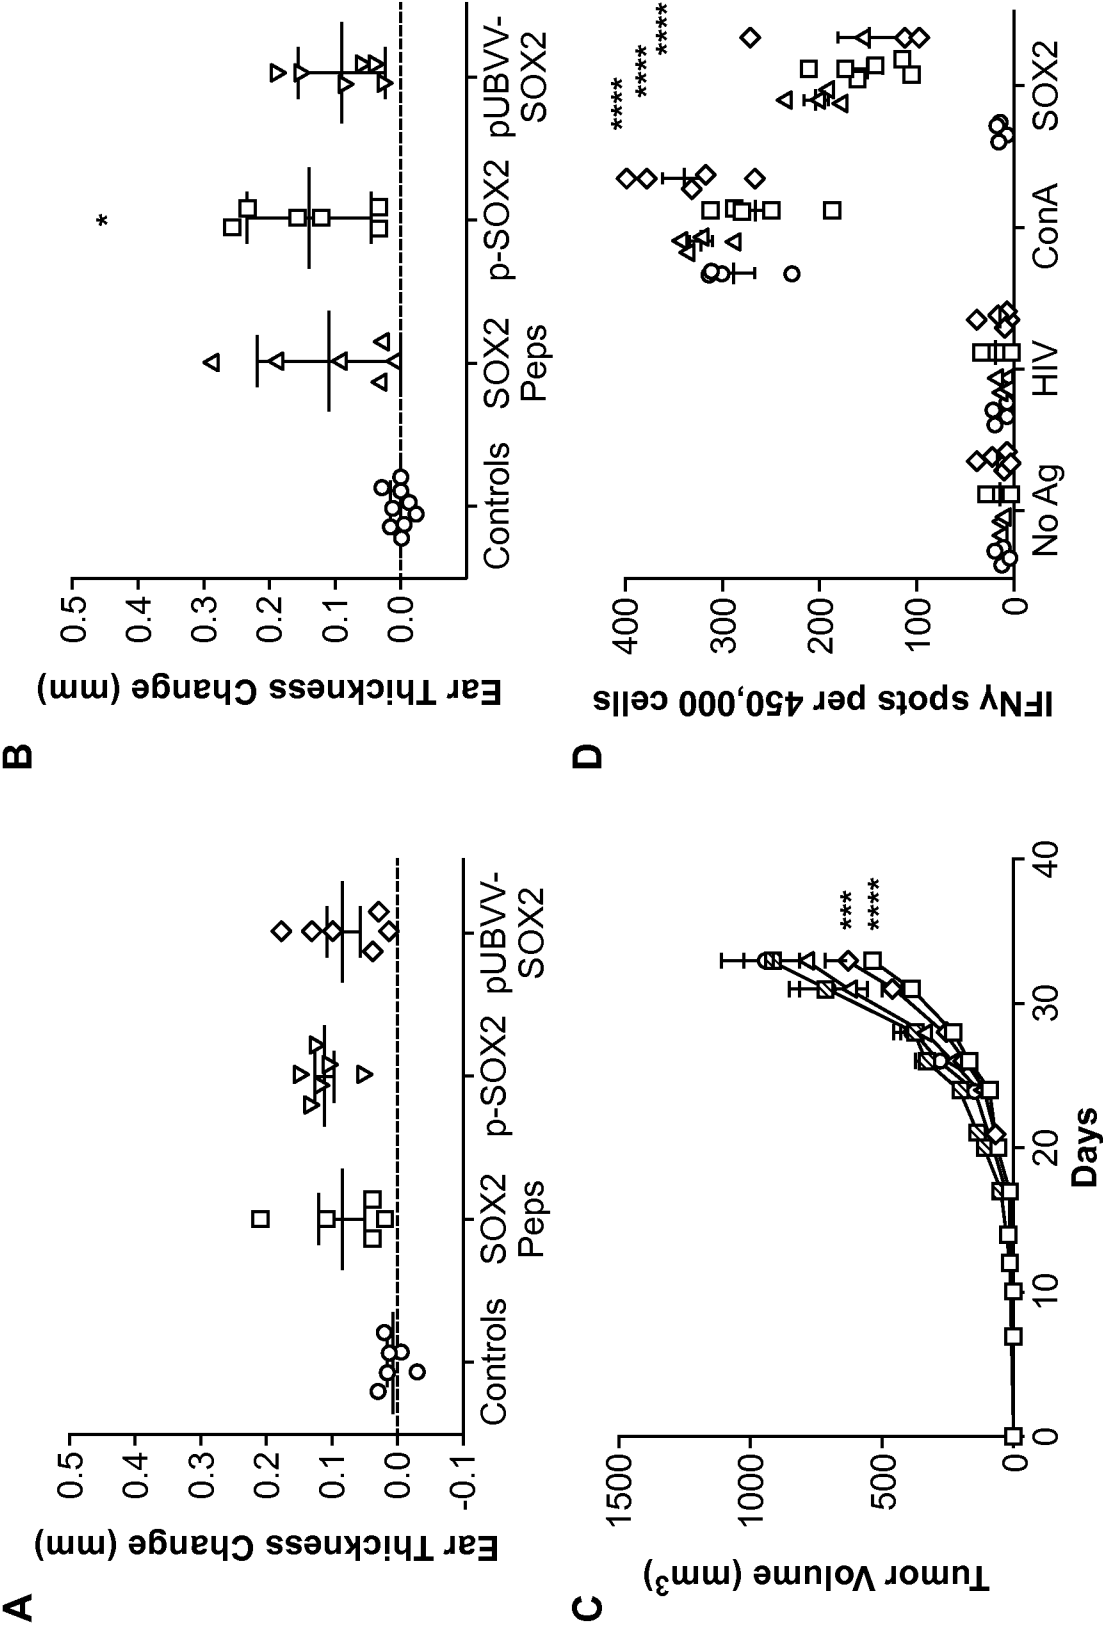 A
Ear Thickness Change (mm)
0.5
0.4
0.3
0.2
0.1
0.0
-0.1
Controls
SOX2
Peps
p-SOX2
pUBVV-
SOX2
B
Ear Thickness Change (mm)
0.5
0.4
0.3
0.2
0.1
0.0
*
Controls
SOX2
Peps
p-SOX2
pUBVV-
SOX2
C
Tumor Volume (mm³)
1500
1000
500
0
***
****
0 10 20 30 40
Days
D
IFNγ spots per 450,000 cells
400
300
200
100
0
****
****
****
No Ag
HIV
ConA
SOX2